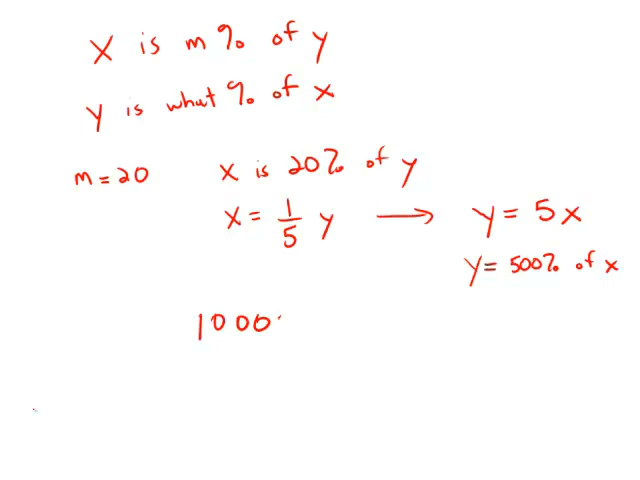 x is m% of y
y is what % of x
m = 20 x is 20% of y
x = 1/5 y → y = 5x
y = 500% of x
1000